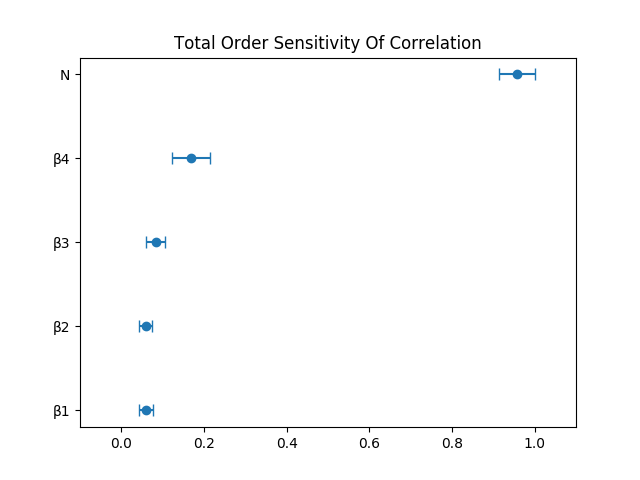 Total Order Sensitivity Of Correlation
N
β4
β3
β2
β1
0.0 0.2 0.4 0.6 0.8 1.0